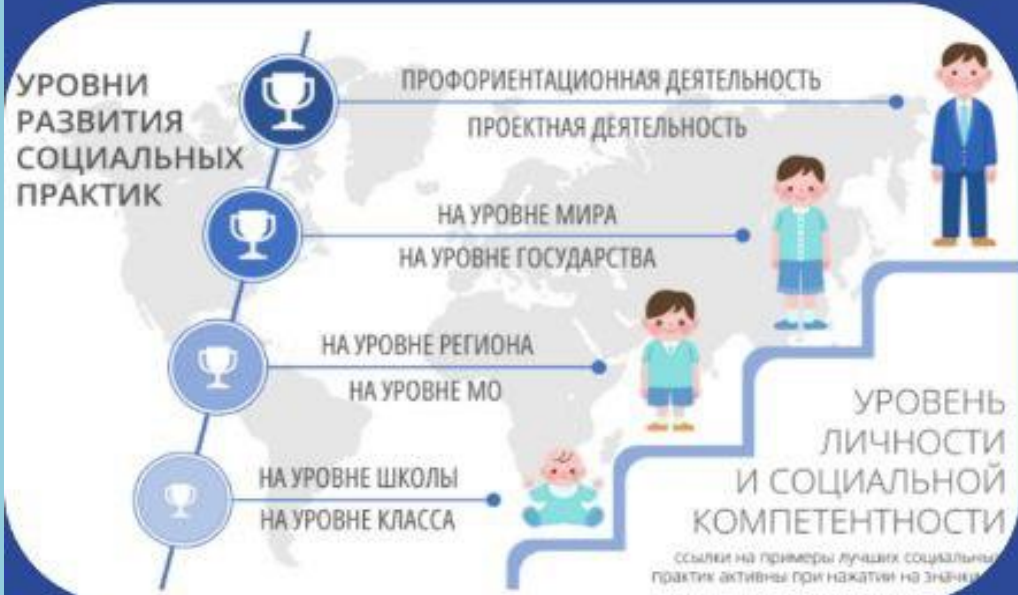 УРОВНИ
РАЗВИТИЯ
СОЦИАЛЬНЫХ
ПРАКТИК
ПРОФОРИЕНТАЦИОННАЯ ДЕЯТЕЛЬНОСТЬ
ПРОЕКТНАЯ ДЕЯТЕЛЬНОСТЬ
НА УРОВНЕ МИРА
НА УРОВНЕ ГОСУДАРСТВА
НА УРОВНЕ РЕГИОНА
НА УРОВНЕ МО
НА УРОВНЕ ШКОЛЫ
НА УРОВНЕ КЛАССА
УРОВЕНЬ
ЛИЧНОСТИ
И СОЦИАЛЬНОЙ
КОМПЕТЕНТНОСТИ
ссылки на примеры лучших социальных
практик активны при нажатии на